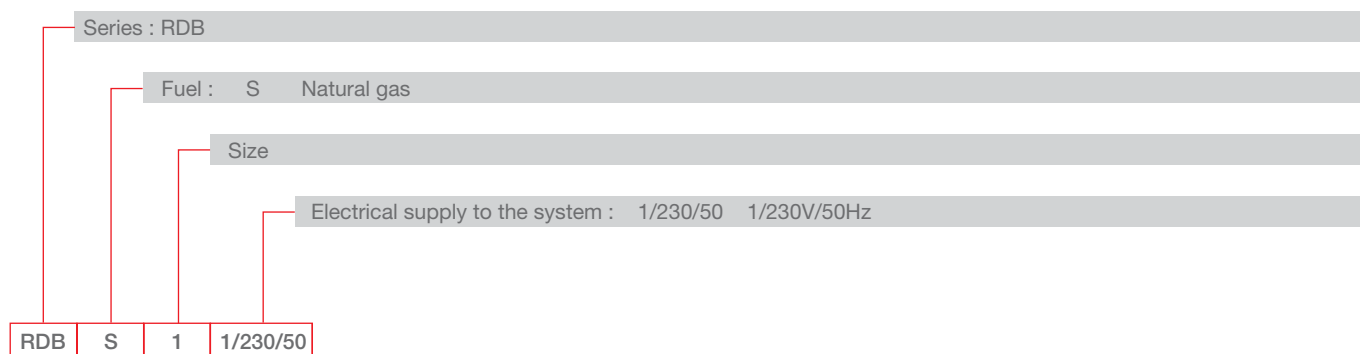 Series : RDB
Fuel : S Natural gas
Size
Electrical supply to the system : 1/230/50 1/230V/50Hz
RDB S 1 1/230/50